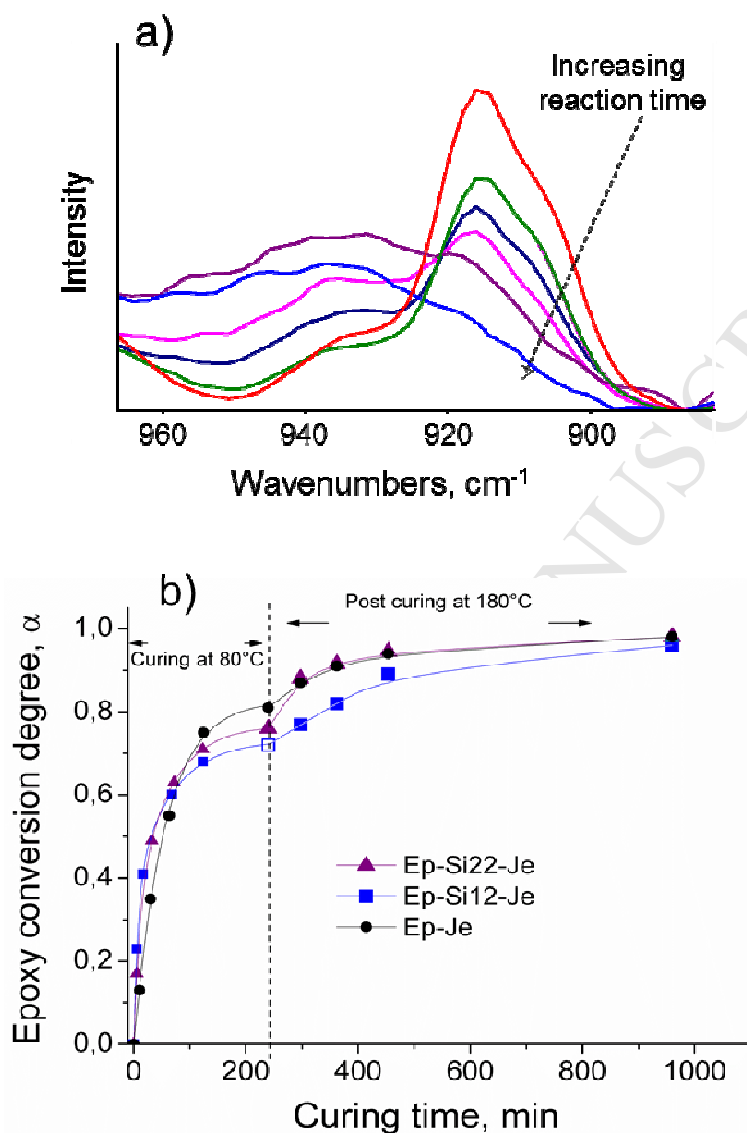 a)
Increasing
reaction time
Intensity
960
940
920
900
Wavenumbers, cm-1
NUSCRIP
b)
Post curing at 180°C
Curing at 80°C
1,0
0,8
0,6
0,4
0,2
0,0
Epoxy conversion degree, α
Ep-Si22-Je
Ep-Si12-Je
Ep-Je
0
200
400
600
800
1000
Curing time, min